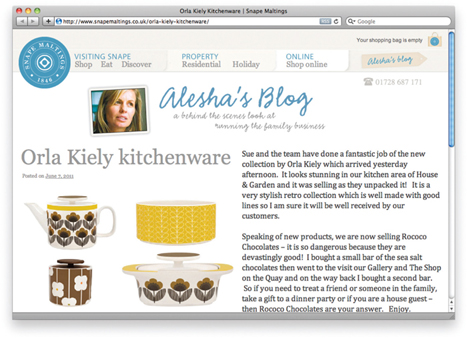 Orla Kiely Kitchenware | Snape Maltings
http://www.snapemaltings.co.uk/orla-kiely-kitchenware/
Google
SNAPE MALTINGS
VISITING SNAPE
Shop Eat Discover
PROPERTY
Residential Holiday
ONLINE
Shop online
Your shopping bag is empty
Alesha's blog
01728 687 171
Alesha's Blog
a behind the scenes look at
running the family business
Orla Kiely kitchenware
Posted on June 7, 2011
Sue and the team have done a fantastic job of the new
collection by Orla Kiely which arrived yesterday
afternoon. It looks stunning in our kitchen area of House
& Garden and it was selling as they unpacked it! It is a
very stylish retro collection which is well made with good
lines so I am sure it will be well received by our
customers.
Speaking of new products, we are now selling Rococo
Chocolates – it is so dangerous because they are
devastingly good! I bought a small bar of the sea salt
chocolates then went to the visit our Gallery and The Shop
on the Quay and on the way back I bought a second bar.
So if you need to treat a friend or someone in the family,
take a gift to a dinner party or if you are a house guest –
then Rococo Chocolates are your answer. Enjoy.